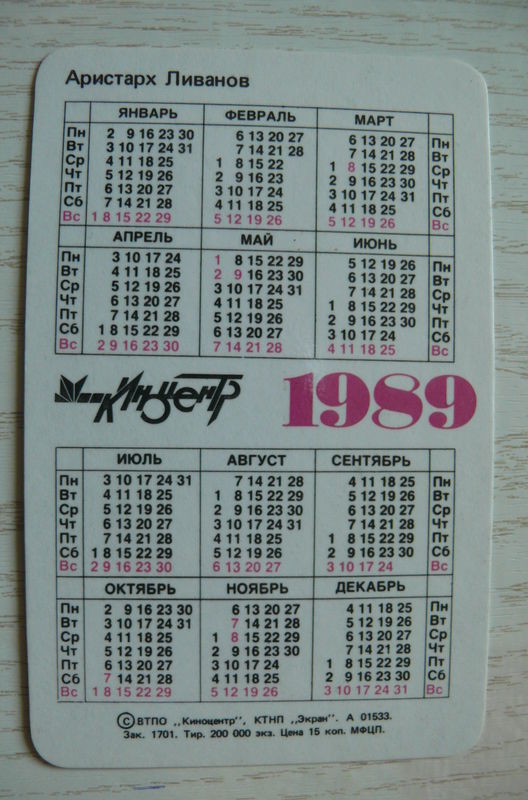 Аристарх Ливанов
ЯНВАРЬ ФЕВРАЛЬ МАРТ
Пн 2 9 16 23 30 6 13 20 27 6 13 20 27 Пн
Вт 3 10 17 24 31 7 14 21 28 7 14 21 28 Вт
Ср 4 11 18 25 1 8 15 22 1 8 15 22 29 Ср
Чт 5 12 19 26 2 9 16 23 2 9 16 23 30 Чт
Пт 6 13 20 27 3 10 17 24 3 10 17 24 31 Пт
Сб 7 14 21 28 4 11 18 25 4 11 18 25 Сб
Вс 1 8 15 22 29 5 12 19 26 5 12 19 26 Вс
АПРЕЛЬ МАЙ ИЮНЬ
Пн 3 10 17 24 1 8 15 22 29 5 12 19 26 Пн
Вт 4 11 18 25 2 9 16 23 30 6 13 20 27 Вт
Ср 5 12 19 26 3 10 17 24 31 7 14 21 28 Ср
Чт 6 13 20 27 4 11 18 25 1 8 15 22 29 Чт
Пт 7 14 21 28 5 12 19 26 2 9 16 23 30 Пт
Сб 1 8 15 22 29 6 13 20 27 3 10 17 24 Сб
Вс 2 9 16 23 30 7 14 21 28 4 11 18 25 Вс
Киноцентр 1989
ИЮЛЬ АВГУСТ СЕНТЯБРЬ
Пн 3 10 17 24 31 7 14 21 28 4 11 18 25 Пн
Вт 4 11 18 25 1 8 15 22 29 5 12 19 26 Вт
Ср 5 12 19 26 2 9 16 23 30 6 13 20 27 Ср
Чт 6 13 20 27 3 10 17 24 31 7 14 21 28 Чт
Пт 7 14 21 28 4 11 18 25 1 8 15 22 29 Пт
Сб 1 8 15 22 29 5 12 19 26 2 9 16 23 30 Сб
Вс 2 9 16 23 30 6 13 20 27 3 10 17 24 Вс
ОКТЯБРЬ НОЯБРЬ ДЕКАБРЬ
Пн 2 9 16 23 30 6 13 20 27 4 11 18 25 Пн
Вт 3 10 17 24 31 7 14 21 28 5 12 19 26 Вт
Ср 4 11 18 25 1 8 15 22 29 6 13 20 27 Ср
Чт 5 12 19 26 2 9 16 23 30 7 14 21 28 Чт
Пт 6 13 20 27 3 10 17 24 1 8 15 22 29 Пт
Сб 7 14 21 28 4 11 18 25 2 9 16 23 30 Сб
Вс 1 8 15 22 29 5 12 19 26 3 10 17 24 31 Вс
© ВТПО „Киноцентр", КТНП „Экран". А 01533.
Зак. 1701. Тир. 200 000 экз. Цена 15 коп. МФЦП.